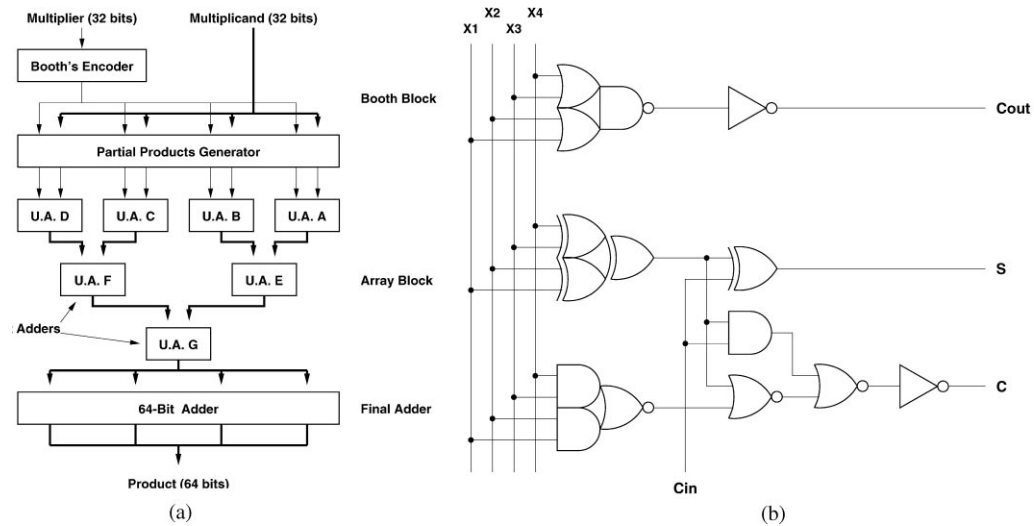 Multiplier (32 bits)
Multiplicand (32 bits)
Booth's Encoder
Booth Block
Partial Products Generator
U.A. D
U.A. C
U.A. B
U.A. A
U.A. F
U.A. E
Array Block
: Adders
U.A. G
64-Bit Adder
Final Adder
Product (64 bits)
(a)
X2
X4
X1
X3
Cout
S
C
Cin
(b)